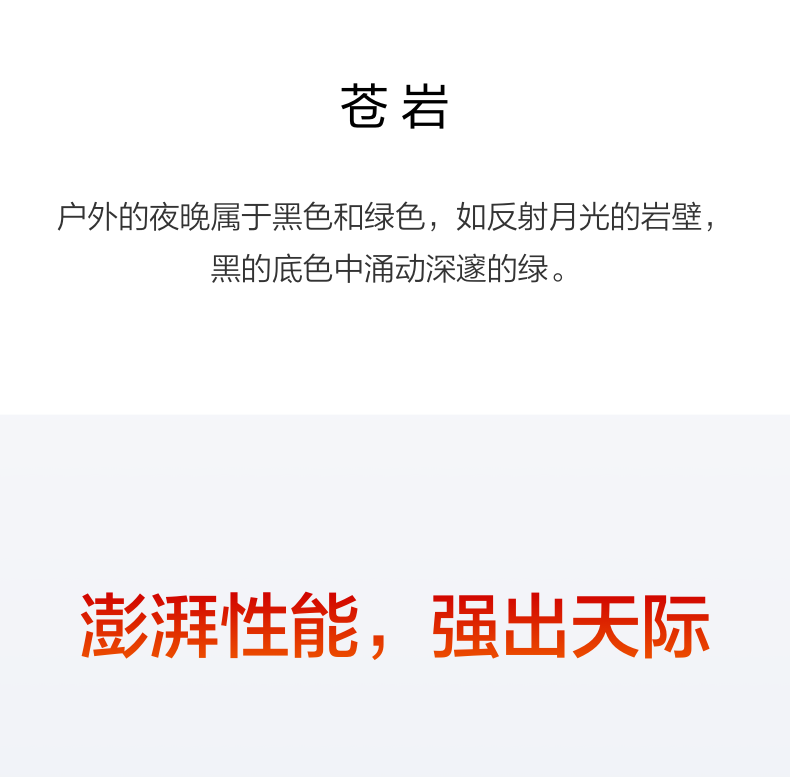 苍岩
户外的夜晚属于黑色和绿色，如反射月光的岩壁，
黑的底色中涌动深邃的绿。
澎湃性能，强出天际